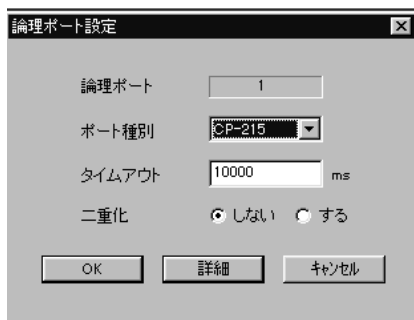 論理ポート設定
論理ポート 1
ポート種別 CP-215
タイムアウト 10000 ms
二重化 しない する
OK 詳細 キャンセル